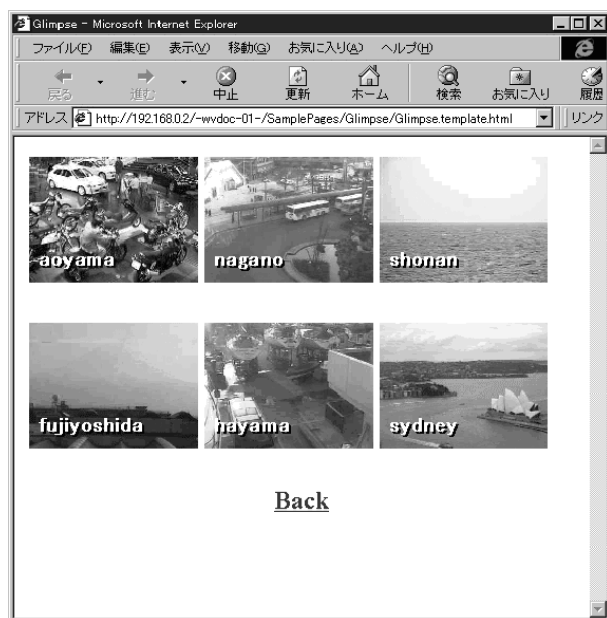 Glimpse - Microsoft Internet Explorer
ファイル(F) 編集(E) 表示(V) 移動(G) お気に入り(A) ヘルプ(H)
戻る 進む 中止 更新 ホーム 検索 お気に入り 履歴
アドレス http://192.168.0.2/-wvdoc-01-/SamplePages/Glimpse/Glimpse.template.html リンク
aoyama nagano shonan
fujiyoshida hayama sydney
Back